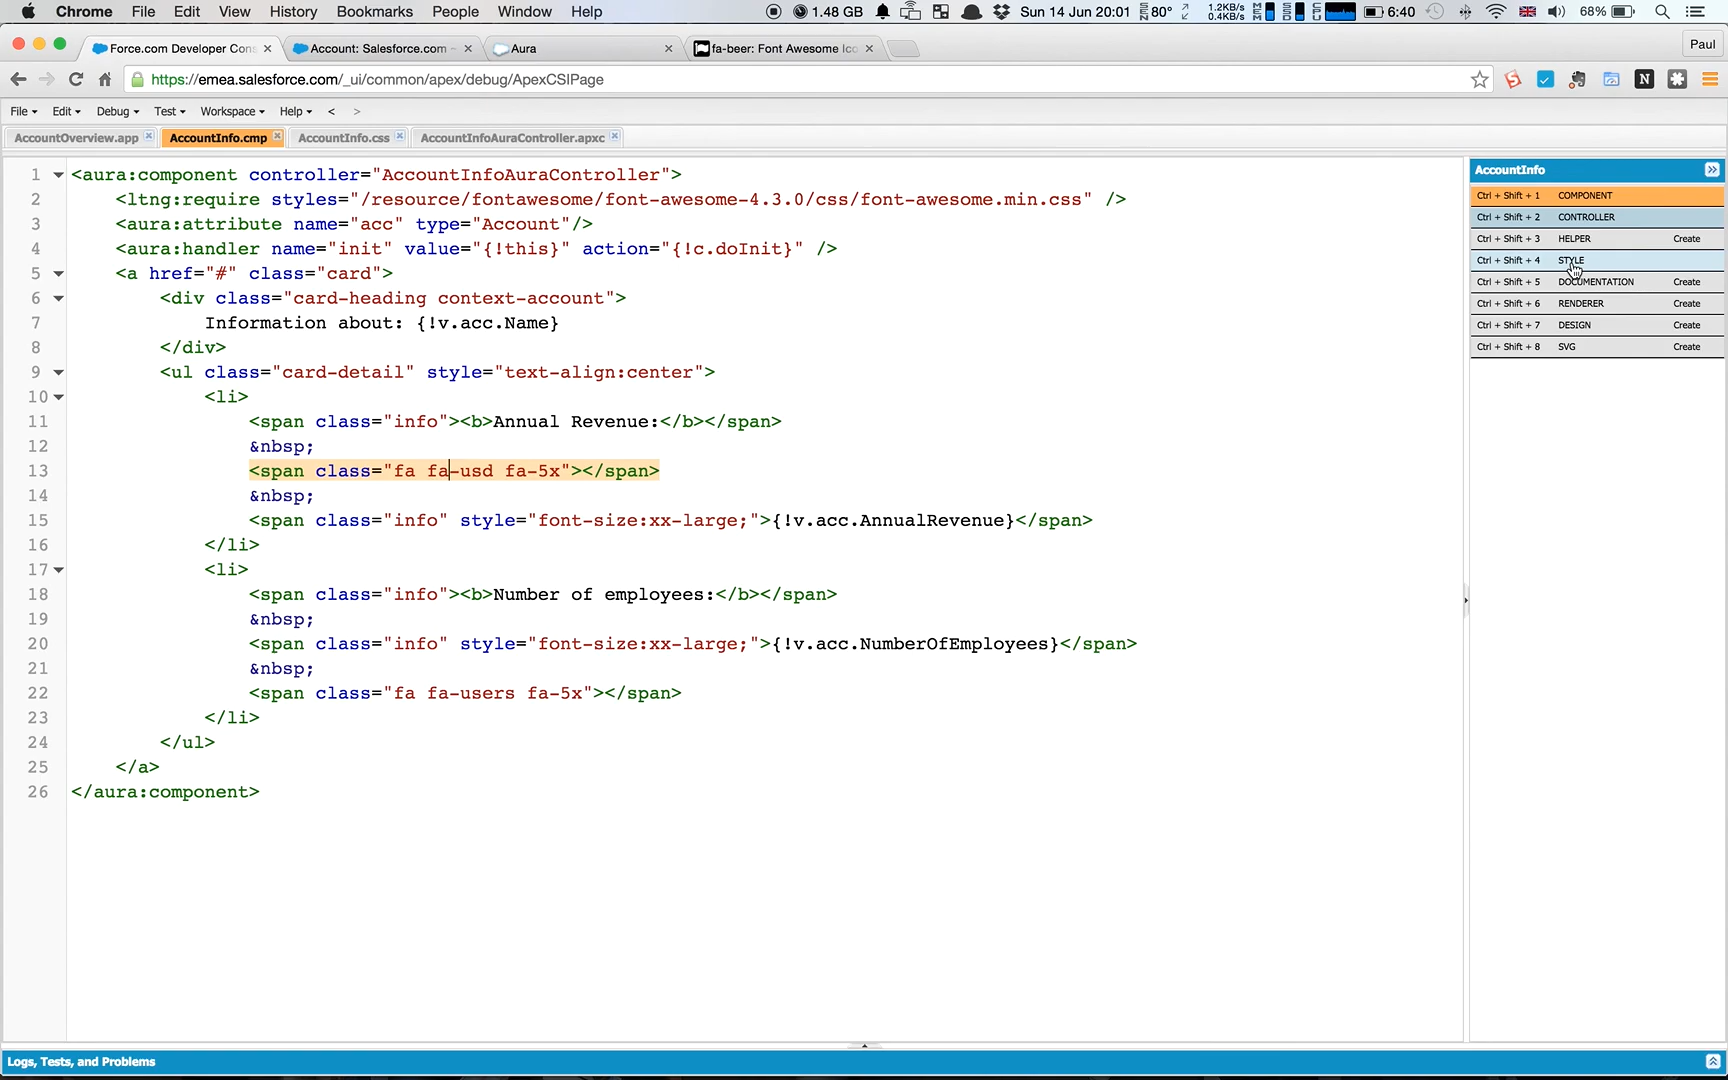 Chrome File Edit View History Bookmarks People Window Help 1.48 GB Sun 14 Jun 20:01 80° 1.2KB/s 0.4KB/s 6:40 68%
Force.com Developer Cons Account: Salesforce.com - Aura fa-beer: Font Awesome Ico Paul
https://emea.salesforce.com/_ui/common/apex/debug/ApexCSIPage
File Edit Debug Test Workspace Help < >
AccountOverview.app AccountInfo.cmp AccountInfo.css AccountInfoAuraController.apxc
1 <aura:component controller="AccountInfoAuraController">
2 <ltng:require styles="/resource/fontawesome/font-awesome-4.3.0/css/font-awesome.min.css" />
3 <aura:attribute name="acc" type="Account"/>
4 <aura:handler name="init" value="{!this}" action="{!c.doInit}" />
5 <a href="#" class="card">
6 <div class="card-heading context-account">
7 Information about: {!v.acc.Name}
8 </div>
9 <ul class="card-detail" style="text-align:center">
10 <li>
11 <span class="info"><b>Annual Revenue:</b></span>
12 &nbsp;
13 <span class="fa fa-usd fa-5x"></span>
14 &nbsp;
15 <span class="info" style="font-size:xx-large;">{!v.acc.AnnualRevenue}</span>
16 </li>
17 <li>
18 <span class="info"><b>Number of employees:</b></span>
19 &nbsp;
20 <span class="info" style="font-size:xx-large;">{!v.acc.NumberOfEmployees}</span>
21 &nbsp;
22 <span class="fa fa-users fa-5x"></span>
23 </li>
24 </ul>
25 </a>
26 </aura:component>
AccountInfo
Ctrl + Shift + 1 COMPONENT
Ctrl + Shift + 2 CONTROLLER
Ctrl + Shift + 3 HELPER Create
Ctrl + Shift + 4 STYLE
Ctrl + Shift + 5 DOCUMENTATION Create
Ctrl + Shift + 6 RENDERER Create
Ctrl + Shift + 7 DESIGN Create
Ctrl + Shift + 8 SVG Create
Logs, Tests, and Problems